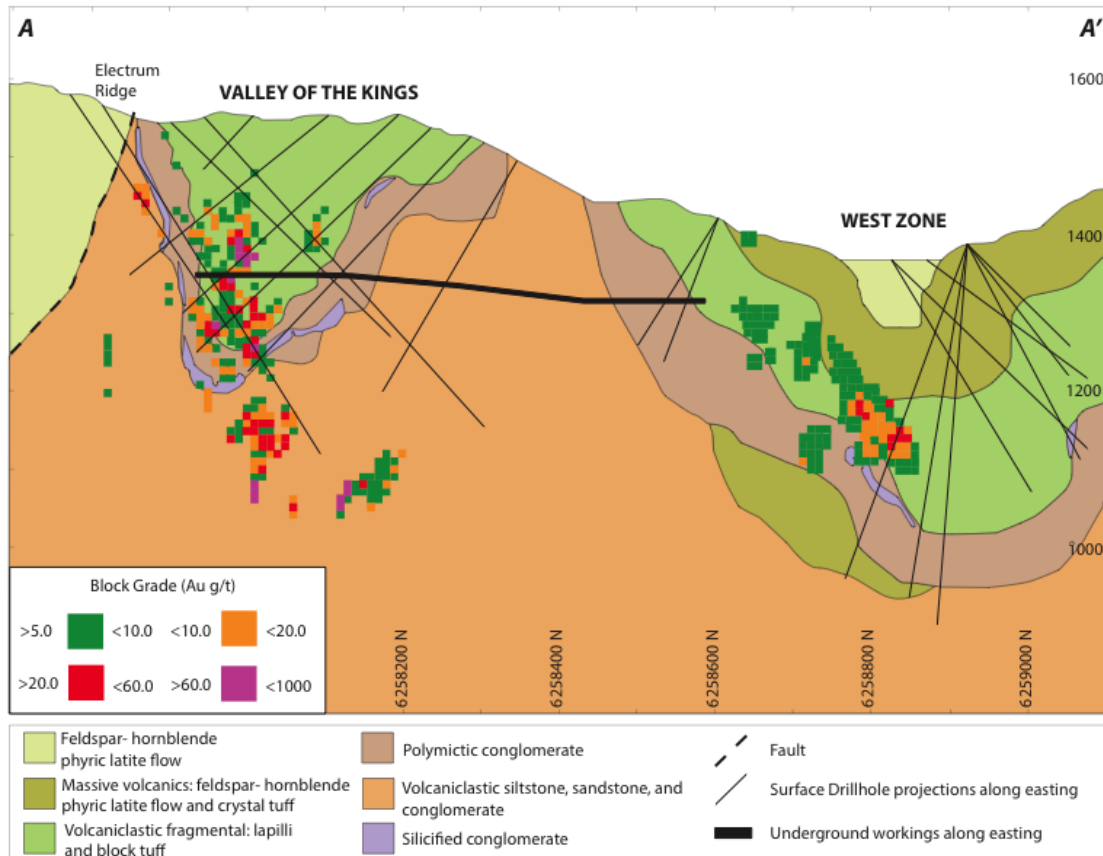 A
A'
Electrum
Ridge
VALLEY OF THE KINGS
1600
WEST ZONE
1400
1200
1000
Block Grade (Au g/t)
>5.0 <10.0 <10.0 <20.0
>20.0 <60.0 >60.0 <1000
6258200 N
6258400 N
6258600 N
6258800 N
6259000 N
Feldspar- hornblende
phyric latite flow
Massive volcanics: feldspar- hornblende
phyric latite flow and crystal tuff
Volcaniclastic fragmental: lapilli
and block tuff
Polymictic conglomerate
Volcaniclastic siltstone, sandstone, and
conglomerate
Silicified conglomerate
Fault
Surface Drillhole projections along easting
Underground workings along easting